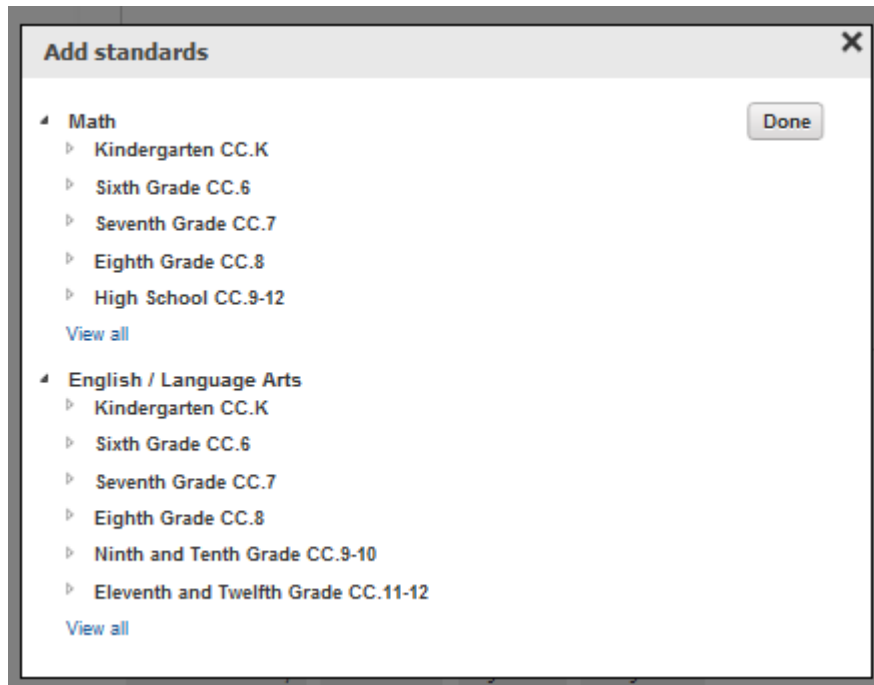 Add standards
Math
Done
Kindergarten CC.K
Sixth Grade CC.6
Seventh Grade CC.7
Eighth Grade CC.8
High School CC.9-12
View all
English / Language Arts
Kindergarten CC.K
Sixth Grade CC.6
Seventh Grade CC.7
Eighth Grade CC.8
Ninth and Tenth Grade CC.9-10
Eleventh and Twelfth Grade CC.11-12
View all